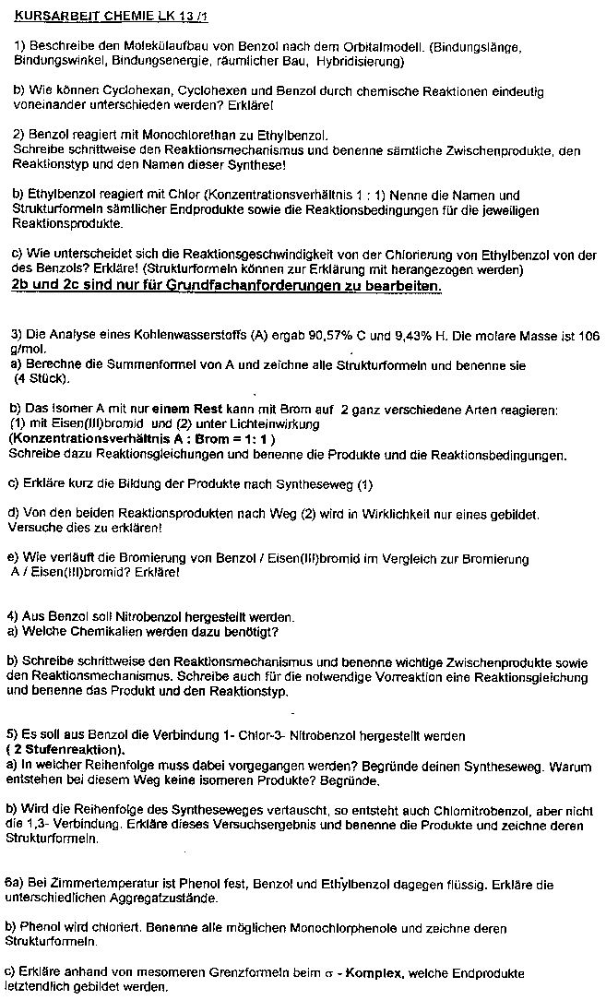 KURSARBEIT CHEMIE LK 13 /1
1) Beschreibe den Molekülaufbau von Benzol nach dem Orbitalmodell. (Bindungslänge,
Bindungswinkel, Bindungsenergie, räumlicher Bau, Hybridisierung)
b) Wie können Cyclohexan, Cyclohexen und Benzol durch chemische Reaktionen eindeutig
voneinander unterschieden werden? Erkläre!
2) Benzol reagiert mit Monochlorethan zu Ethylbenzol.
Schreibe schrittweise den Reaktionsmechanismus und benenne sämtliche Zwischenprodukte, den
Reaktionstyp und den Namen dieser Synthese!
b) Ethylbenzol reagiert mit Chlor (Konzentrationsverhältnis 1 : 1) Nenne die Namen und
Strukturformeln sämtlicher Endprodukte sowie die Reaktionsbedingungen für die jeweiligen
Reaktionsprodukte.
c) Wie unterscheidet sich die Reaktionsgeschwindigkeit von der Chlorierung von Ethylbenzol von der
des Benzols? Erkläre! (Strukturformeln können zur Erklärung mit herangezogen werden)
2b und 2c sind nur für Grundfachanforderungen zu bearbeiten.
3) Die Analyse eines Kohlenwasserstoffs (A) ergab 90,57% C und 9,43% H. Die molare Masse ist 106
g/mol.
a) Berechne die Summenformel von A und zeichne alle Strukturformeln und benenne sie
(4 Stück).
b) Das Isomer A mit nur einem Rest kann mit Brom auf 2 ganz verschiedene Arten reagieren:
(1) mit Eisen(III)bromid und (2) unter Lichteinwirkung
(Konzentrationsverhältnis A : Brom = 1: 1 )
Schreibe dazu Reaktionsgleichungen und benenne die Produkte und die Reaktionsbedingungen.
c) Erkläre kurz die Bildung der Produkte nach Syntheseweg (1)
d) Von den beiden Reaktionsprodukten nach Weg (2) wird in Wirklichkeit nur eines gebildet.
Versuche dies zu erklären!
e) Wie verläuft die Bromierung von Benzol / Eisen(III)bromid im Vergleich zur Bromierung
A / Eisen(III)bromid? Erkläre!
4) Aus Benzol soll Nitrobenzol hergestellt werden.
a) Welche Chemikalien werden dazu benötigt?
b) Schreibe schrittweise den Reaktionsmechanismus und benenne wichtige Zwischenprodukte sowie
den Reaktionsmechanismus. Schreibe auch für die notwendige Vorreaktion eine Reaktionsgleichung
und benenne das Produkt und den Reaktionstyp.
5) Es soll aus Benzol die Verbindung 1- Chlor-3- Nitrobenzol hergestellt werden
( 2 Stufenreaktion).
a) In welcher Reihenfolge muss dabei vorgegangen werden? Begründe deinen Syntheseweg. Warum
entstehen bei diesem Weg keine isomeren Produkte? Begründe.
b) Wird die Reihenfolge des Syntheseweges vertauscht, so entsteht auch Chlornitrobenzol, aber nicht
die 1,3- Verbindung. Erkläre dieses Versuchsergebnis und benenne die Produkte und zeichne deren
Strukturformeln.
6a) Bei Zimmertemperatur ist Phenol fest, Benzol und Ethylbenzol dagegen flüssig. Erkläre die
unterschiedlichen Aggregatzustände.
b) Phenol wird chloriert. Benenne alle möglichen Monochlorphenole und zeichne deren
Strukturformeln.
c) Erkläre anhand von mesomeren Grenzformeln beim σ - Komplex, welche Endprodukte
letztendlich gebildet werden.